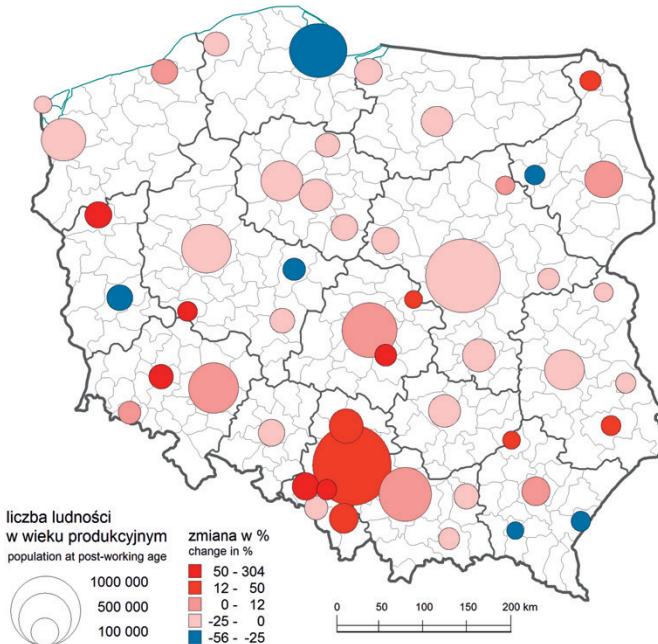 liczba ludności
w wieku produkcyjnym
population at post-working age
1000 000
500 000
100 000
zmiana w %
change in %
50 - 304
12 - 50
0 - 12
-25 - 0
-56 - -25
0 50 100 150 200 km